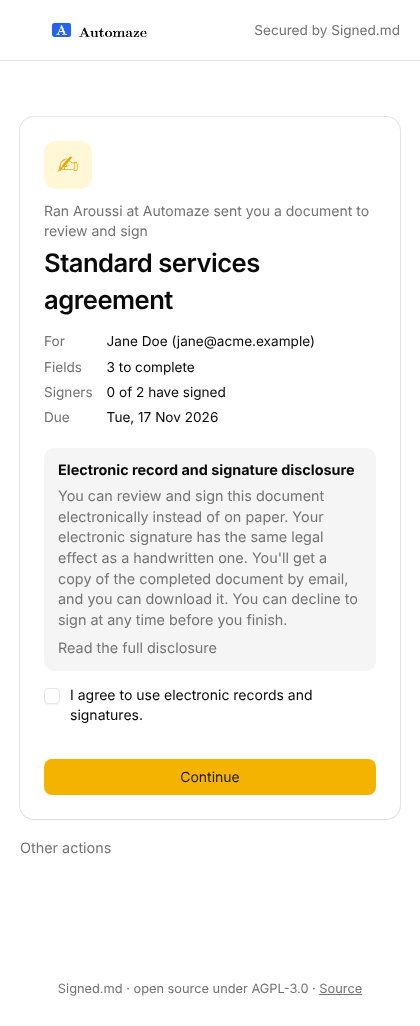 A Automaze
Secured by Signed.md
Ran Aroussi at Automaze sent you a document to
review and sign
Standard services
agreement
For Jane Doe (jane@acme.example)
Fields 3 to complete
Signers 0 of 2 have signed
Due Tue, 17 Nov 2026
Electronic record and signature disclosure
You can review and sign this document
electronically instead of on paper. Your
electronic signature has the same legal
effect as a handwritten one. You'll get a
copy of the completed document by email,
and you can download it. You can decline to
sign at any time before you finish.
Read the full disclosure
I agree to use electronic records and
signatures.
Continue
Other actions
Signed.md · open source under AGPL-3.0 · Source